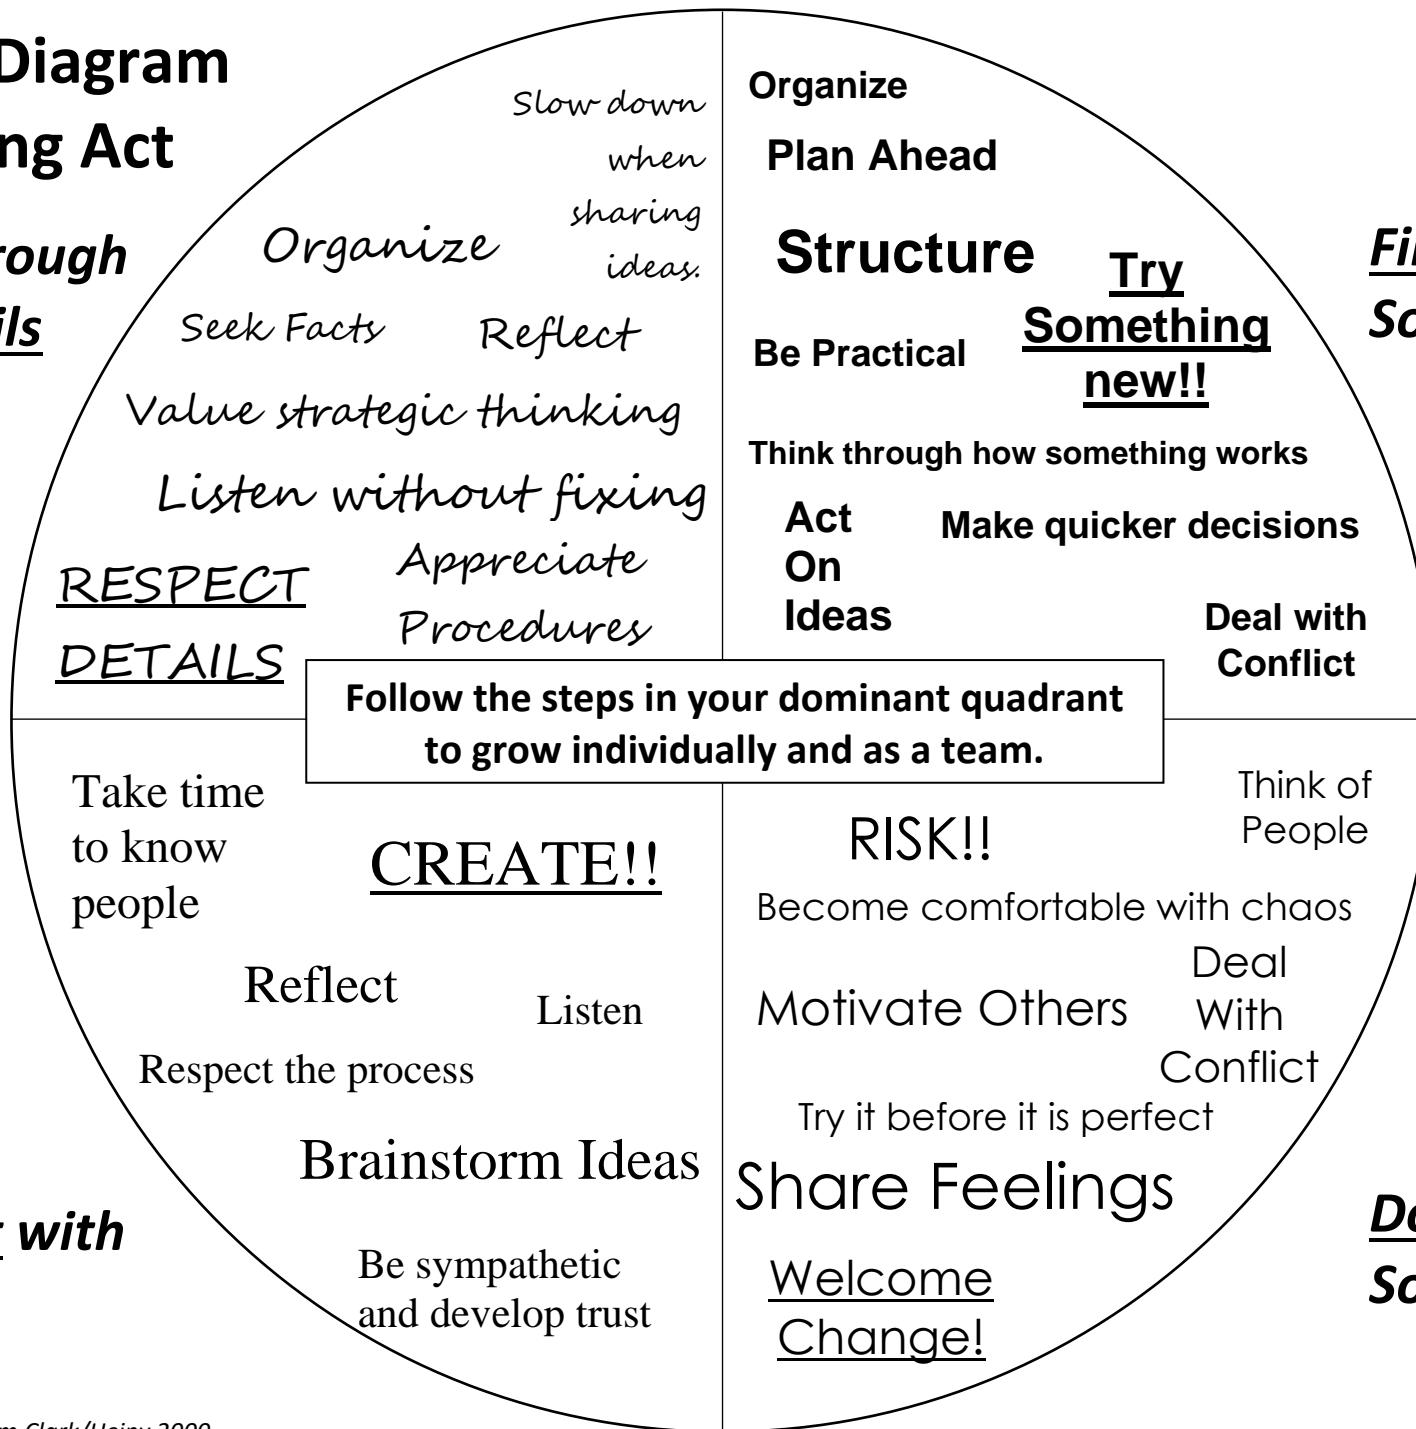 Diagram
ng Act
rough
ils
Slow down
when
sharing
ideas.
Organize
Seek Facts
Reflect
Value strategic thinking
Listen without fixing
RESPECT
DETAILS
Appreciate
Procedures
Organize
Plan Ahead
Structure
Try
Something
new!!
Be Practical
Think through how something works
Act
On
Ideas
Make quicker decisions
Deal with
Conflict
Fi
So
Follow the steps in your dominant quadrant
to grow individually and as a team.
Take time
to know
people
CREATE!!
Reflect
Listen
Respect the process
Brainstorm Ideas
Be sympathetic
and develop trust
with
RISK!!
Think of
People
Become comfortable with chaos
Motivate Others
Deal
With
Conflict
Try it before it is perfect
Share Feelings
Welcome
Change!
So